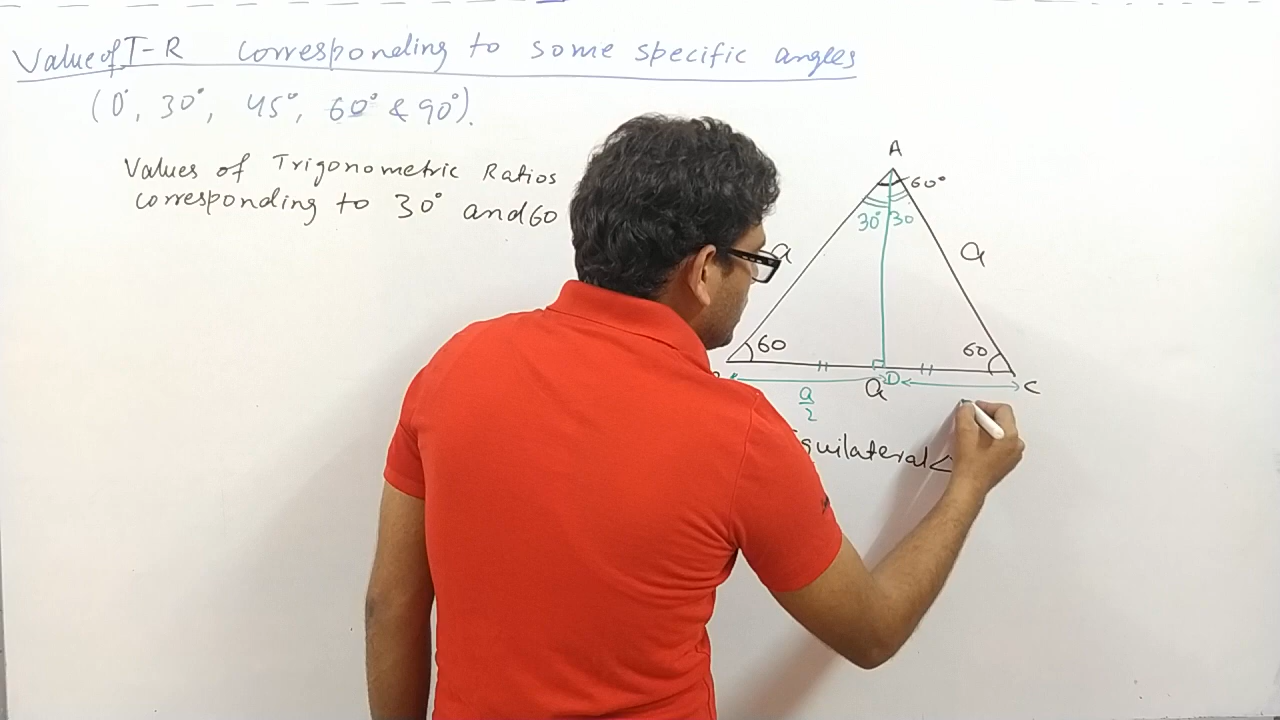 Value of T-R Corresponding to some specific angles
(0°, 30°, 45°, 60° & 90°).
Values of Trigonometric Ratios
corresponding to 30° and 60
A
60°
30° 30
a a
60 60
D C
a
a/2